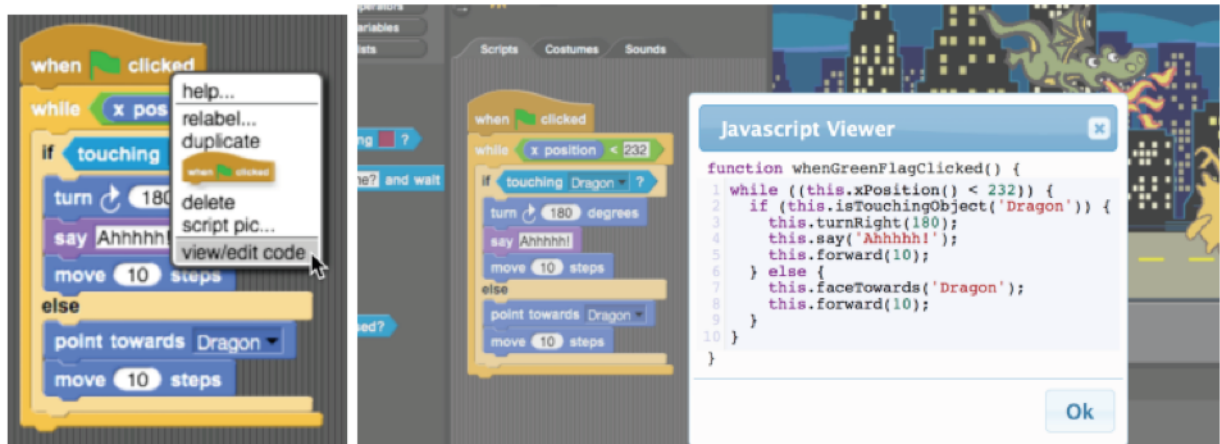 when clicked
while x pos
if touching
turn 180
say Ahhhhh!
move 10 steps
else
point towards Dragon
move 10 steps
help...
relabel...
duplicate
when clicked
delete
script pic...
view/edit code
Scripts Costumes Sounds
? 
and wait
when clicked
while x position < 232
if touching Dragon ?
turn 180 degrees
say Ahhhhh!
move 10 steps
else
point towards Dragon
move 10 steps
Javascript Viewer
function whenGreenFlagClicked() {
1 while ((this.xPosition() < 232)) {
2 if (this.isTouchingObject('Dragon')) {
3 this.turnRight(180);
4 this.say('Ahhhhh!');
5 this.forward(10);
6 } else {
7 this.faceTowards('Dragon');
8 this.forward(10);
9 }
10 }
}
Ok